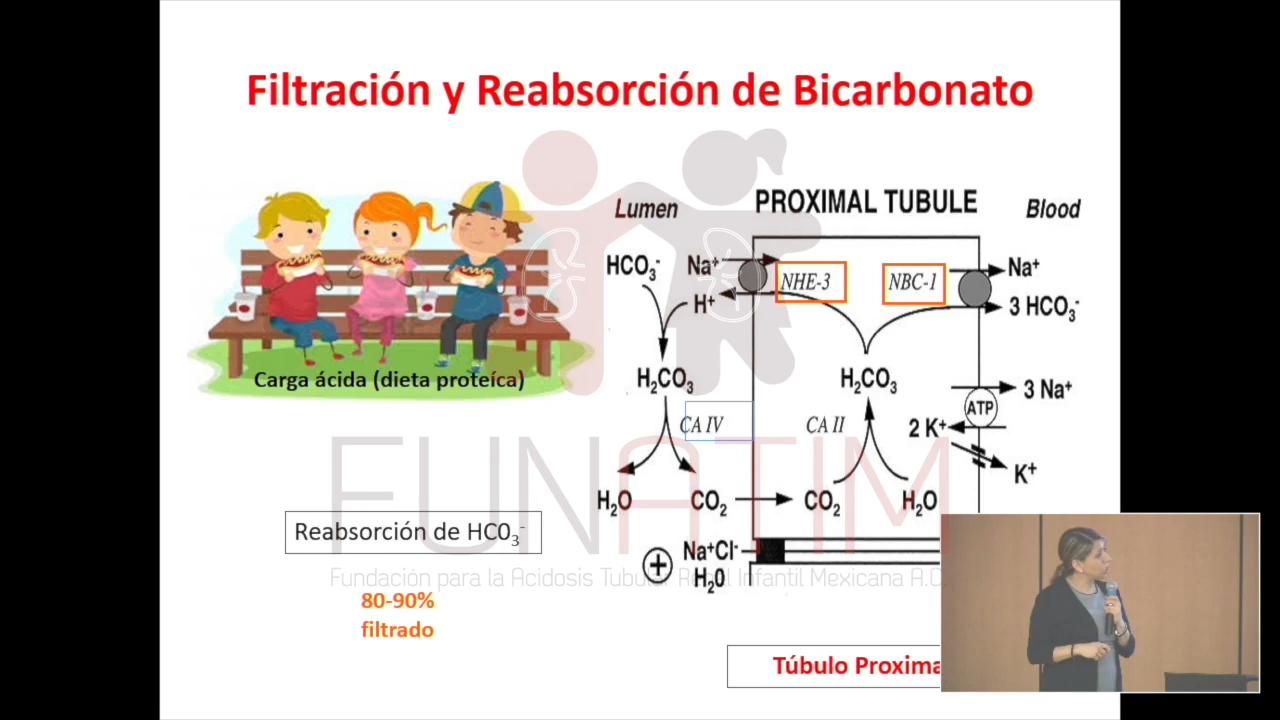 Filtración y Reabsorción de Bicarbonato
Lumen
PROXIMAL TUBULE
Blood
HCO₃⁻
Na⁺
NHE-3
NBC-1
Na⁺
H⁺
3 HCO₃⁻
Carga ácida (dieta proteíca)
H₂CO₃
H₂CO₃
3 Na⁺
ATP
CA IV
CA II
2 K⁺
K⁺
H₂O
CO₂
CO₂
H₂O
FUNATIM
Reabsorción de HC0₃⁻
Na⁺Cl⁻
+
H₂0
Fundación para la Acidosis Tubular Renal Infantil Mexicana A.C.
80-90%
filtrado
Túbulo Proxima